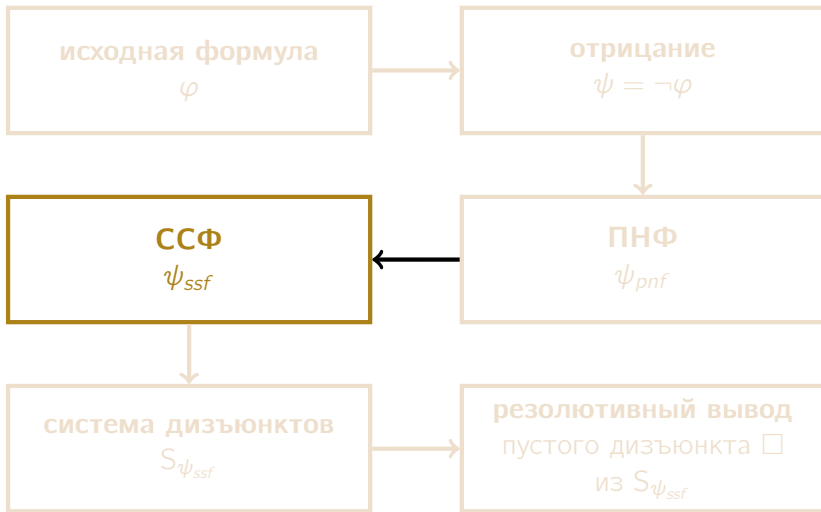 исходная формула
φ
отрицание
ψ = ¬φ
ССФ
ψ_ssf
ПНФ
ψ_pnf
система дизъюнктов
S_ψ_ssf
резолютивный вывод
пустого дизъюнкта □
из S_ψ_ssf